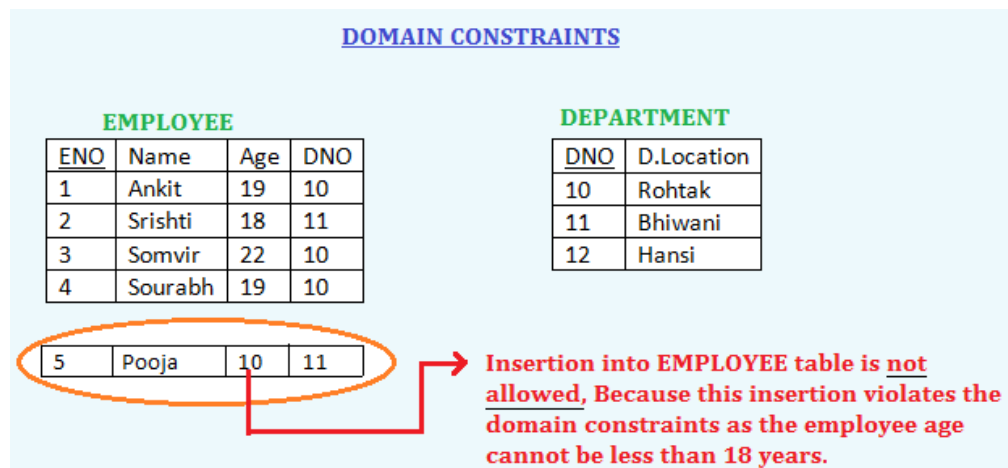 DOMAIN CONSTRAINTS
EMPLOYEE
ENO Name Age DNO
1 Ankit 19 10
2 Srishti 18 11
3 Somvir 22 10
4 Sourabh 19 10
DEPARTMENT
DNO D.Location
10 Rohtak
11 Bhiwani
12 Hansi
5 Pooja 10 11
Insertion into EMPLOYEE table is not
allowed, Because this insertion violates the
domain constraints as the employee age
cannot be less than 18 years.